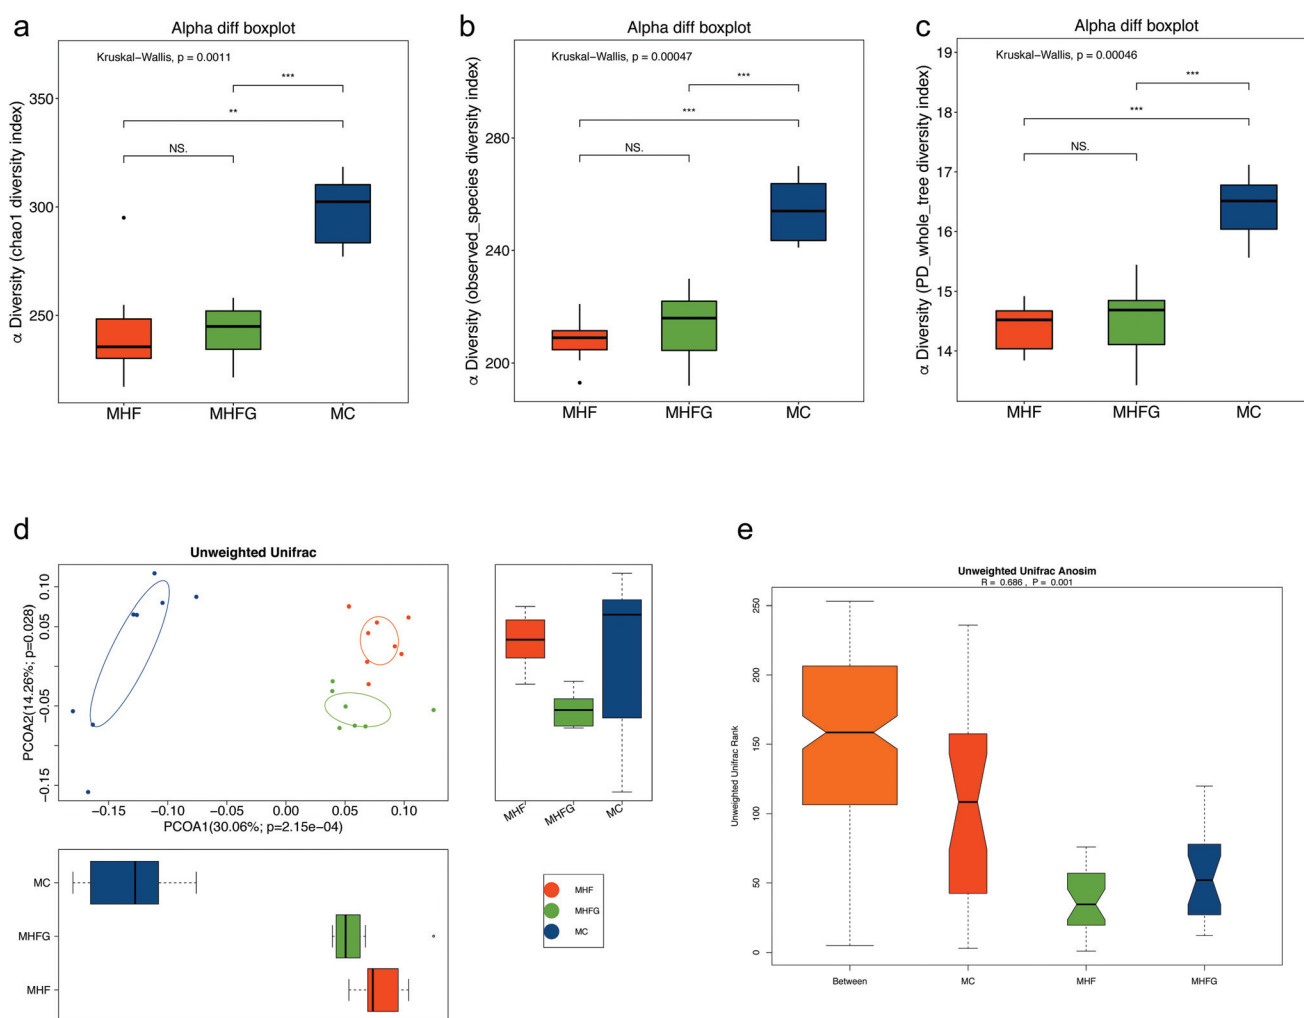 a
Alpha diff boxplot
Kruskal−Wallis, p = 0.0011
***
**
NS.
350
300
250
α Diversity (chao1 diversity index)
MHF MHFG MC
b
Alpha diff boxplot
Kruskal−Wallis, p = 0.00047
***
***
NS.
280
240
200
α Diversity (observed_species diversity index)
MHF MHFG MC
c
Alpha diff boxplot
Kruskal−Wallis, p = 0.00046
***
***
NS.
19
18
17
16
15
14
α Diversity (PD_whole_tree diversity index)
MHF MHFG MC
d
Unweighted Unifrac
0.10
0.05
−0.05
−0.15
PCOA2(14.26%; p=0.028)
−0.15 −0.10 −0.05 0.00 0.05 0.10
PCOA1(30.06%; p=2.15e−04)
MHF MHFG MC
MC
MHFG
MHF
MHF
MHFG
MC
e
Unweighted Unifrac Anosim
R = 0.686 , P = 0.001
250
200
150
100
50
0
Unweighted Unifrac Rank
Between MC MHF MHFG